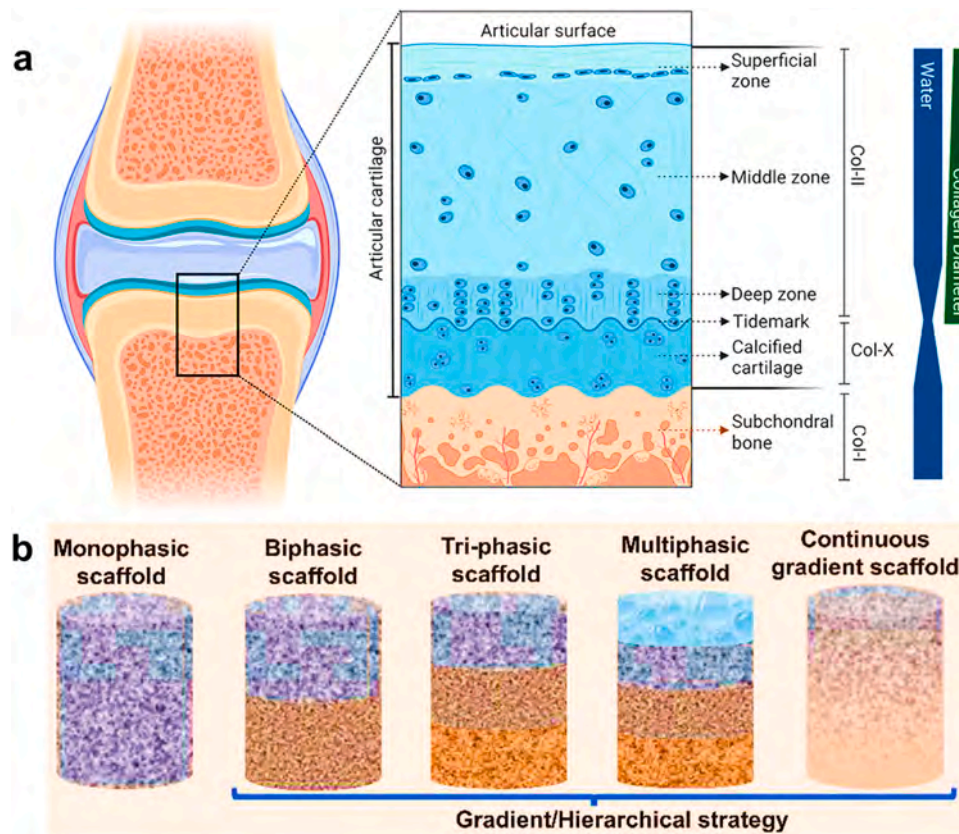 a
Articular surface
Articular cartilage
Superficial
zone
Middle zone
Deep zone
Tidemark
Calcified
cartilage
Subchondral
bone
Col-II
Col-X
Col-I
Water
Collagen Diameter
b
Monophasic
scaffold
Biphasic
scaffold
Tri-phasic
scaffold
Multiphasic
scaffold
Continuous
gradient scaffold
Gradient/Hierarchical strategy